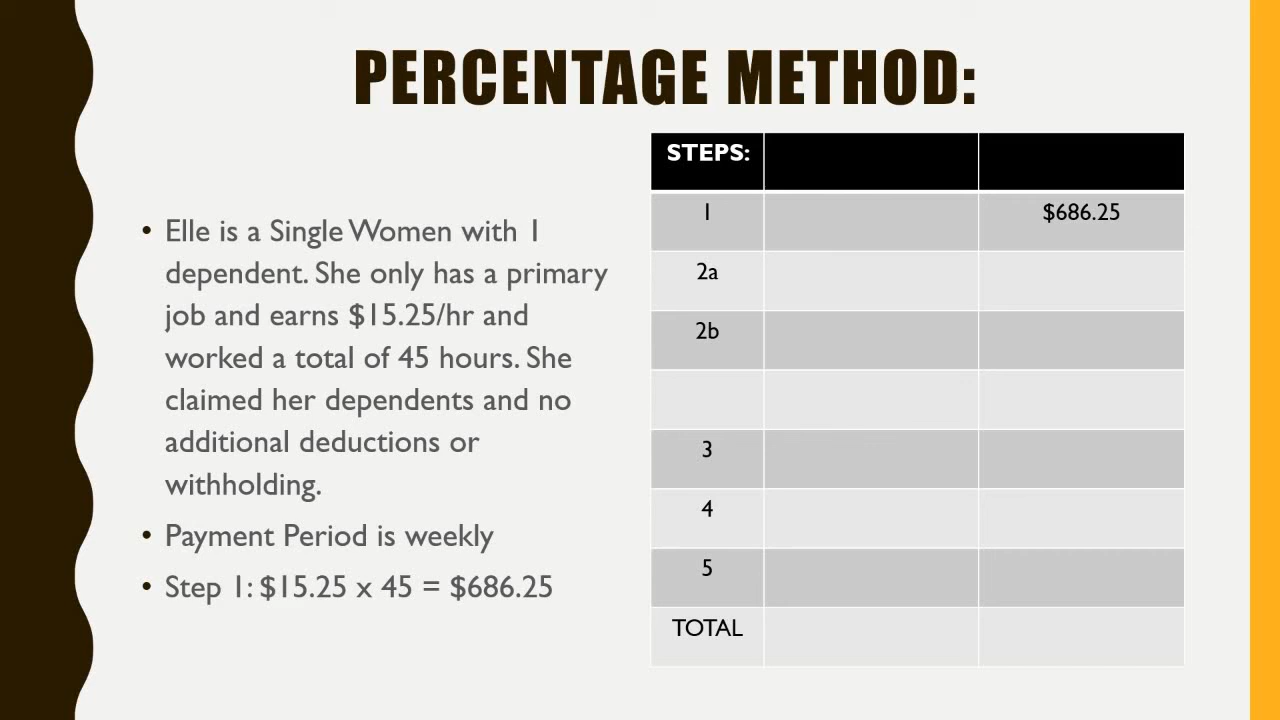 PERCENTAGE METHOD:
• Elle is a Single Women with 1
dependent. She only has a primary
job and earns $15.25/hr and
worked a total of 45 hours. She
claimed her dependents and no
additional deductions or
withholding.
• Payment Period is weekly
• Step 1: $15.25 x 45 = $686.25
STEPS:
1 $686.25
2a
2b
3
4
5
TOTAL